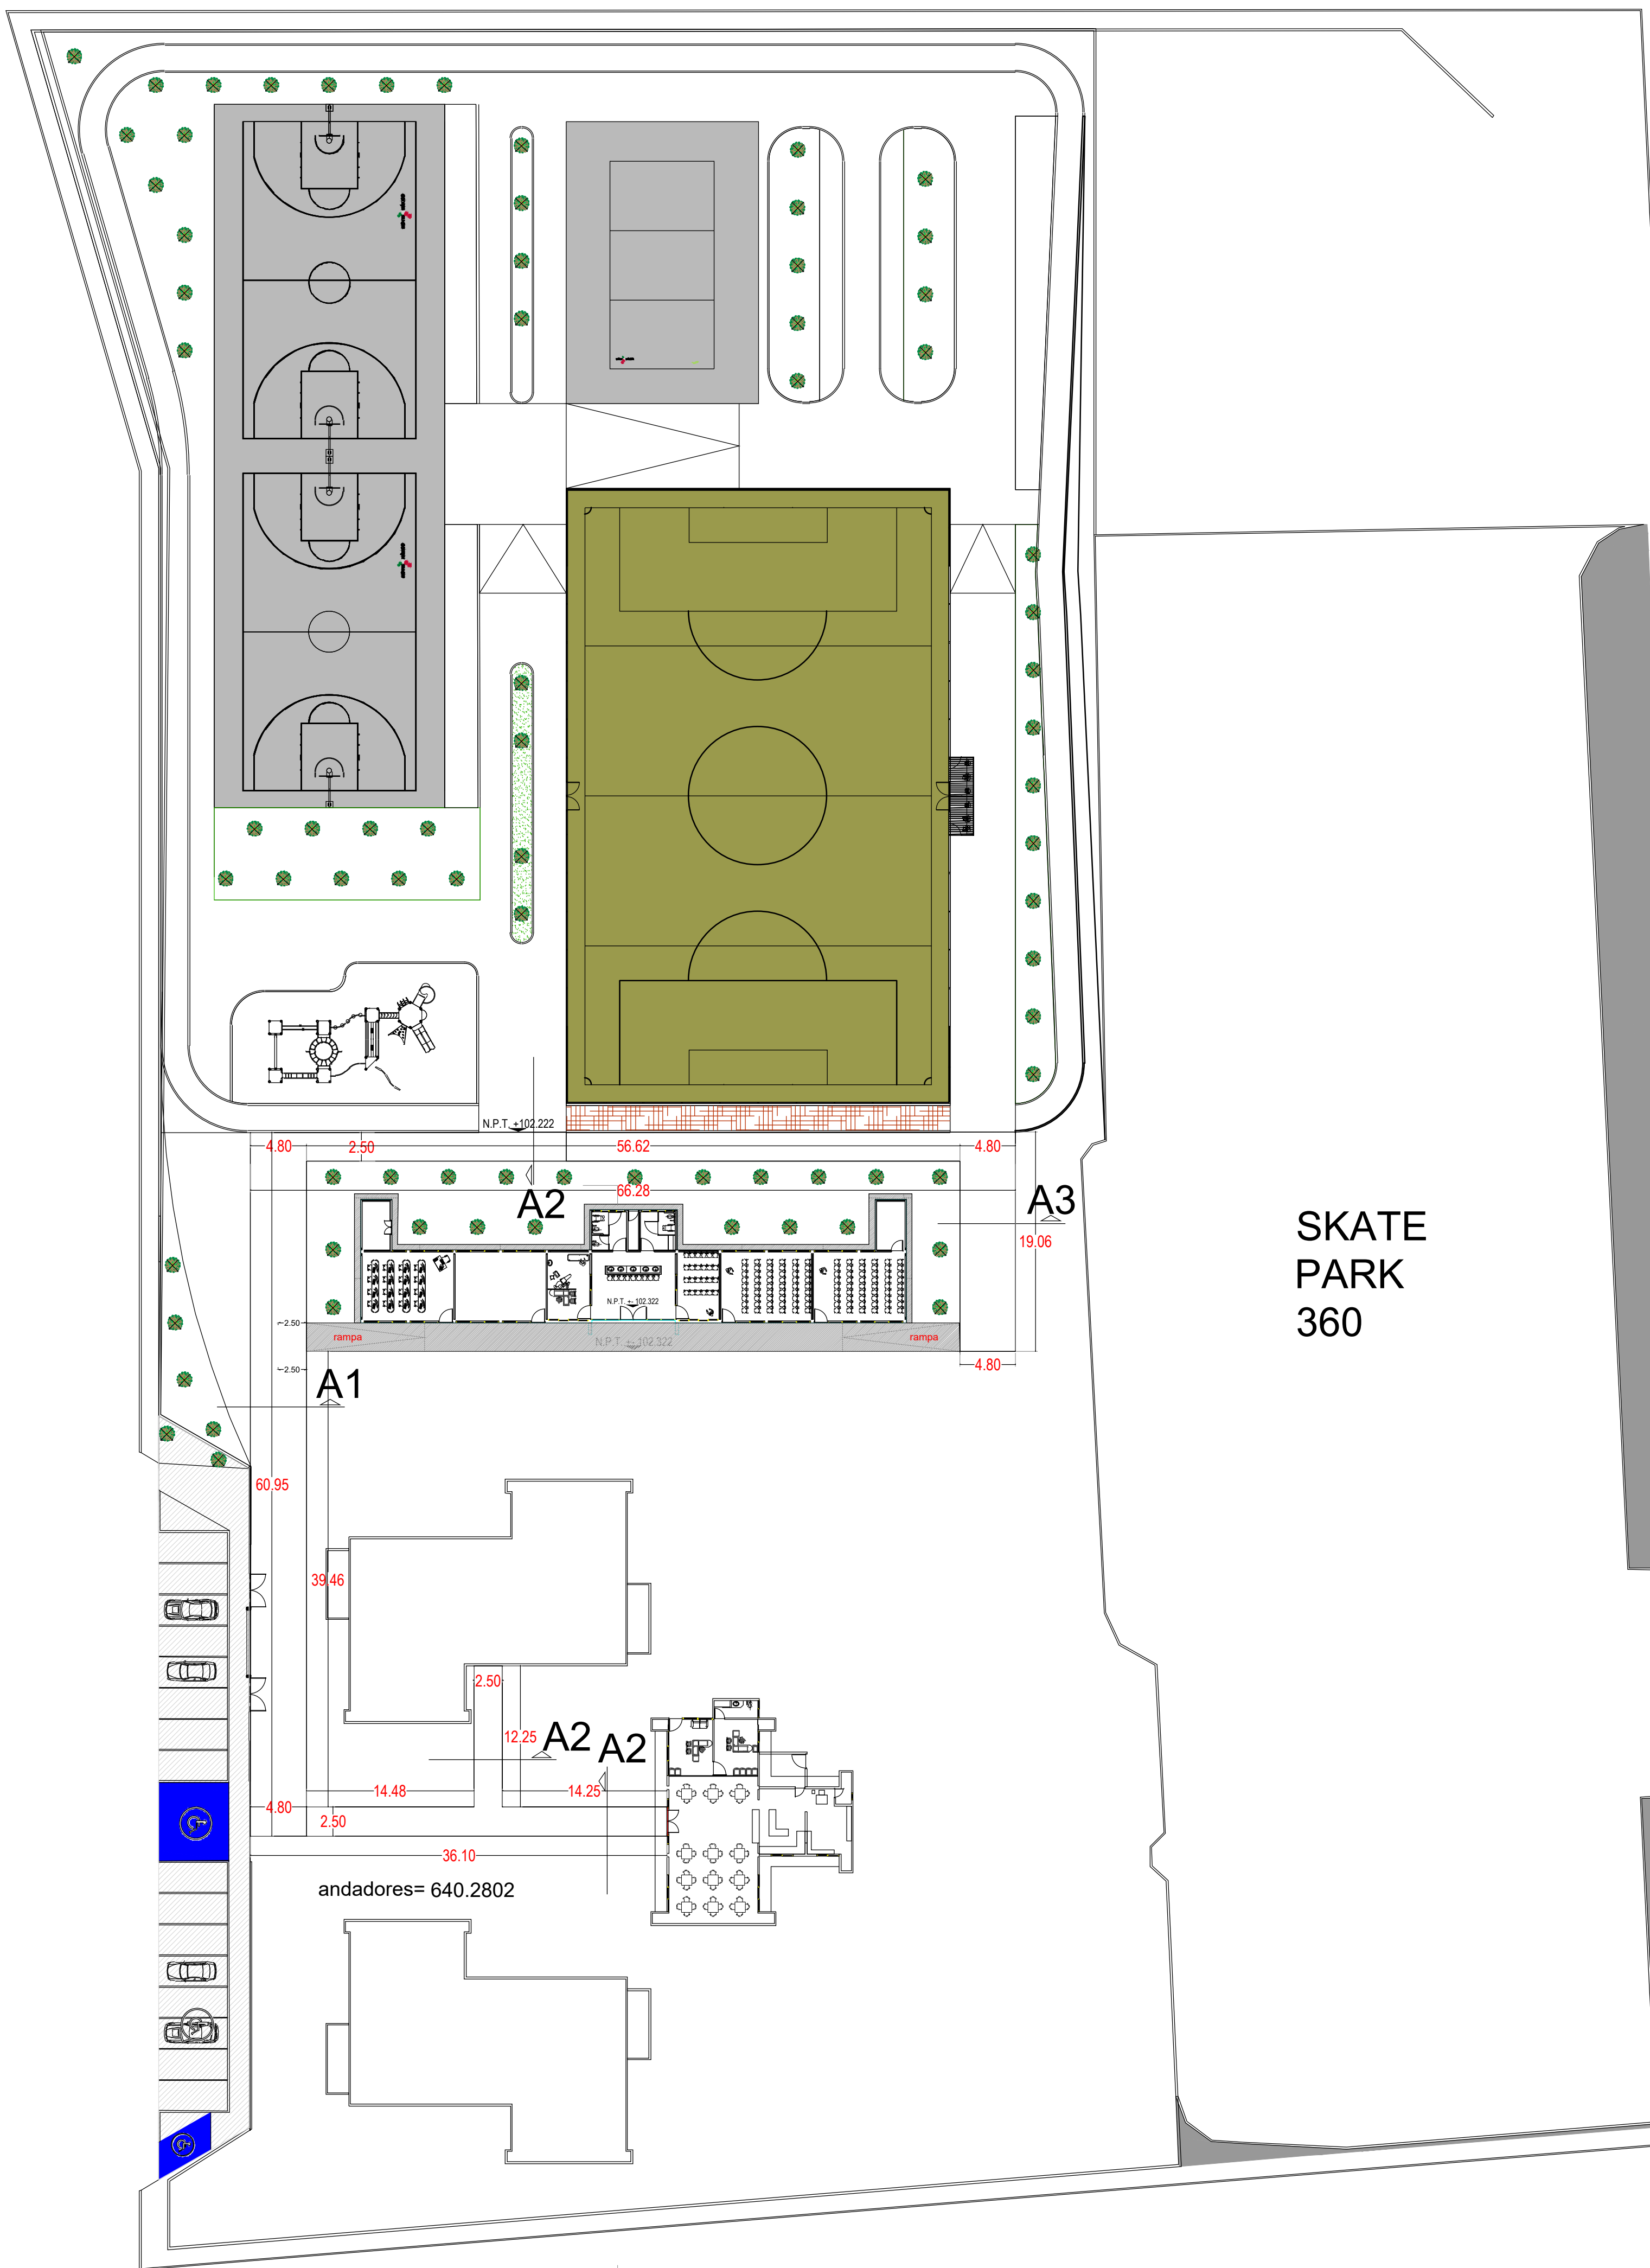 N.P.T. +102.222
4.80
2.50
56.62
4.80
66.28
A2
A3
19.06
SKATE
PARK
360
N.P.T. +- 102.322
2.50
rampa
N.P.T. +- 102.322
rampa
2.50
4.80
A1
60.95
39.46
2.50
12.25
A2
A2
14.48
14.25
4.80
2.50
36.10
andadores= 640.2802